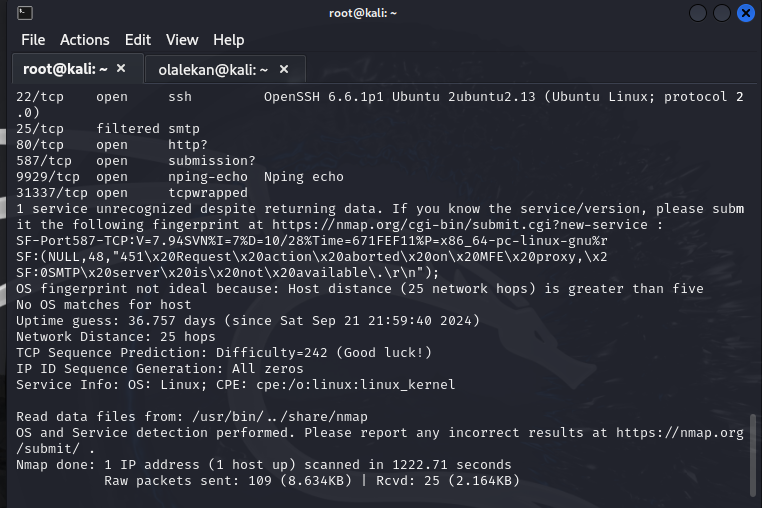 root@kali: ~
File Actions Edit View Help
root@kali: ~ × olalekan@kali: ~ ×
22/tcp open ssh OpenSSH 6.6.1p1 Ubuntu 2ubuntu2.13 (Ubuntu Linux; protocol 2
.0)
25/tcp filtered smtp
80/tcp open http?
587/tcp open submission?
9929/tcp open nping-echo Nping echo
31337/tcp open tcpwrapped
1 service unrecognized despite returning data. If you know the service/version, please subm
it the following fingerprint at https://nmap.org/cgi-bin/submit.cgi?new-service :
SF-Port587-TCP:V=7.94SVN%I=7%D=10/28%Time=671FEF11%P=x86_64-pc-linux-gnu%r
SF:(NULL,48,"451\x20Request\x20action\x20aborted\x20on\x20MFE\x20proxy,\x2
SF:0SMTP\x20server\x20is\x20not\x20available\.\r\n");
OS fingerprint not ideal because: Host distance (25 network hops) is greater than five
No OS matches for host
Uptime guess: 36.757 days (since Sat Sep 21 21:59:40 2024)
Network Distance: 25 hops
TCP Sequence Prediction: Difficulty=242 (Good luck!)
IP ID Sequence Generation: All zeros
Service Info: OS: Linux; CPE: cpe:/o:linux:linux_kernel
Read data files from: /usr/bin/../share/nmap
OS and Service detection performed. Please report any incorrect results at https://nmap.org
/submit/ .
Nmap done: 1 IP address (1 host up) scanned in 1222.71 seconds
Raw packets sent: 109 (8.634KB) | Rcvd: 25 (2.164KB)